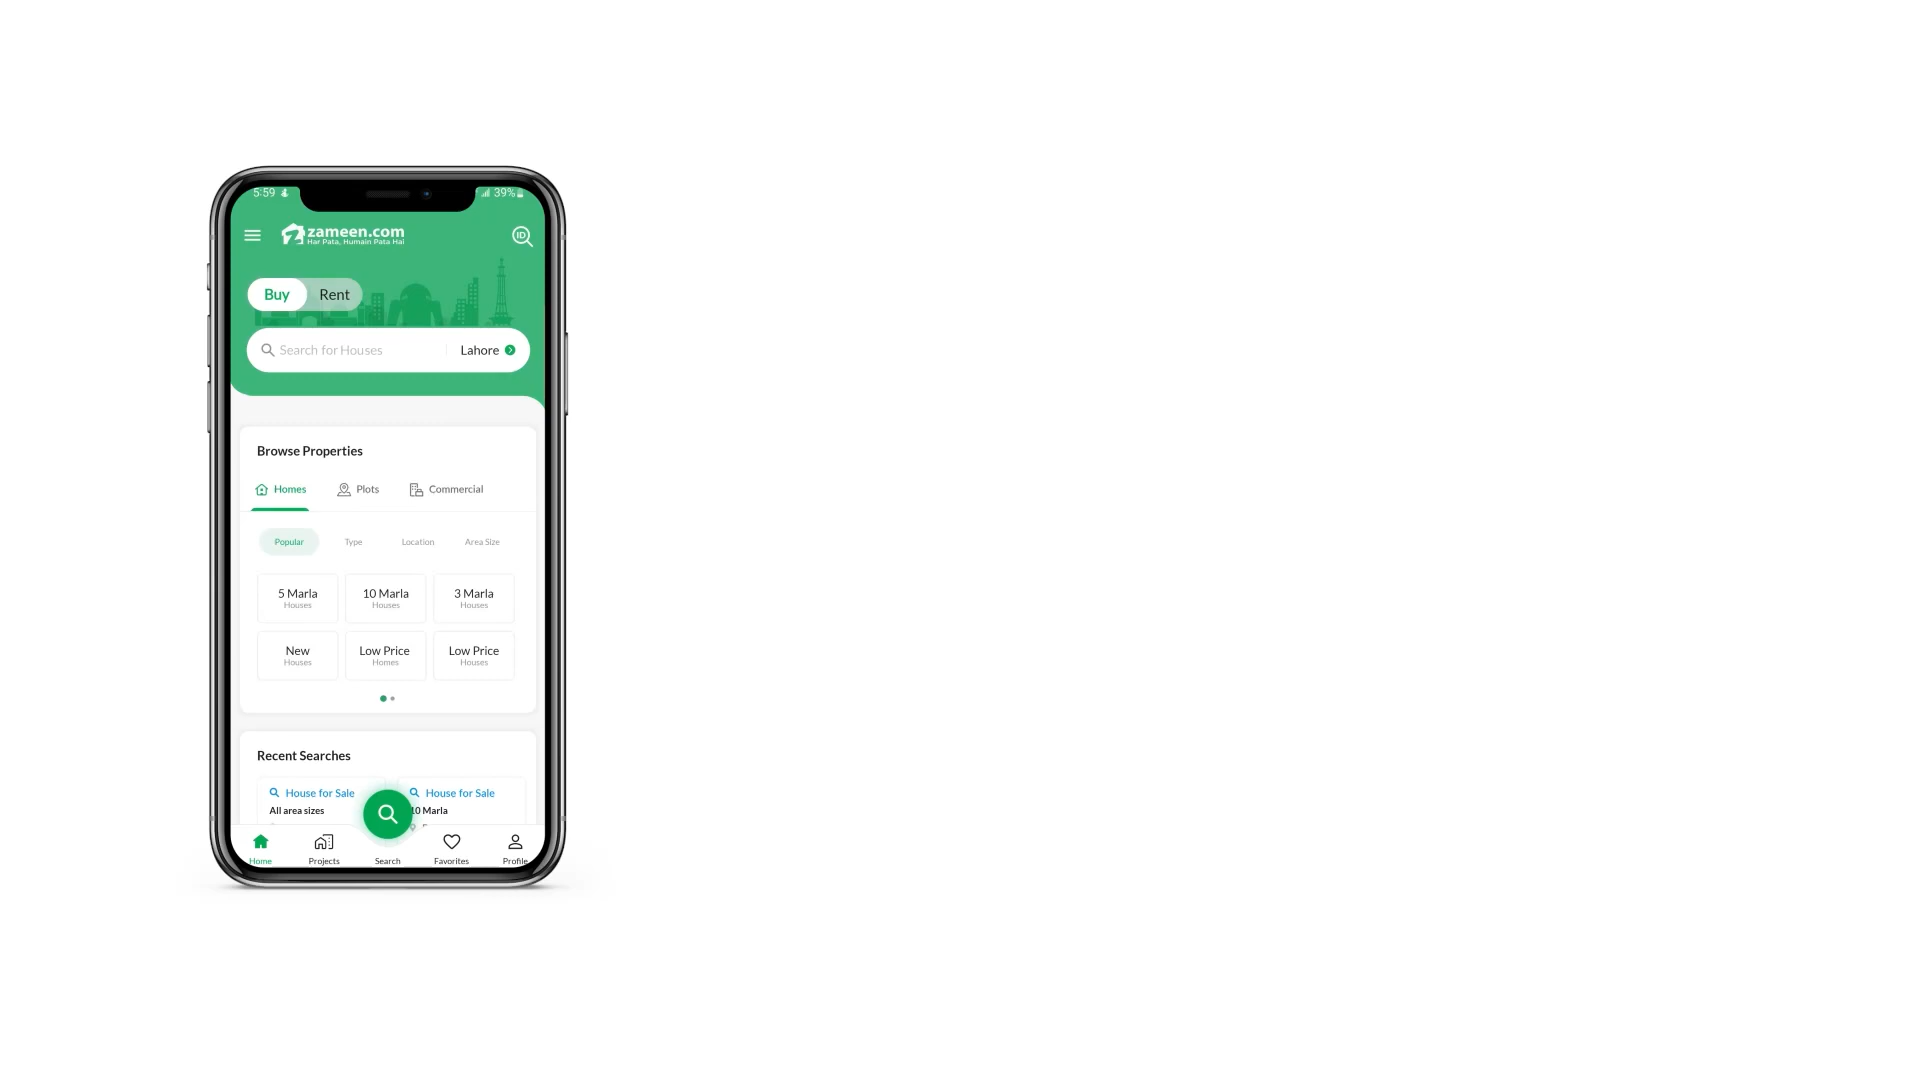 5:59
39%
zameen.com
Har Pata, Humain Pata Hai
ID
Buy Rent
Search for Houses Lahore
Browse Properties
Homes Plots Commercial
Popular Type Location Area Size
5 Marla 10 Marla 3 Marla
Houses Houses Houses
New Low Price Low Price
Houses Homes Houses
Recent Searches
House for Sale House for Sale
All area sizes 10 Marla
Home Projects Search Favorites Profile